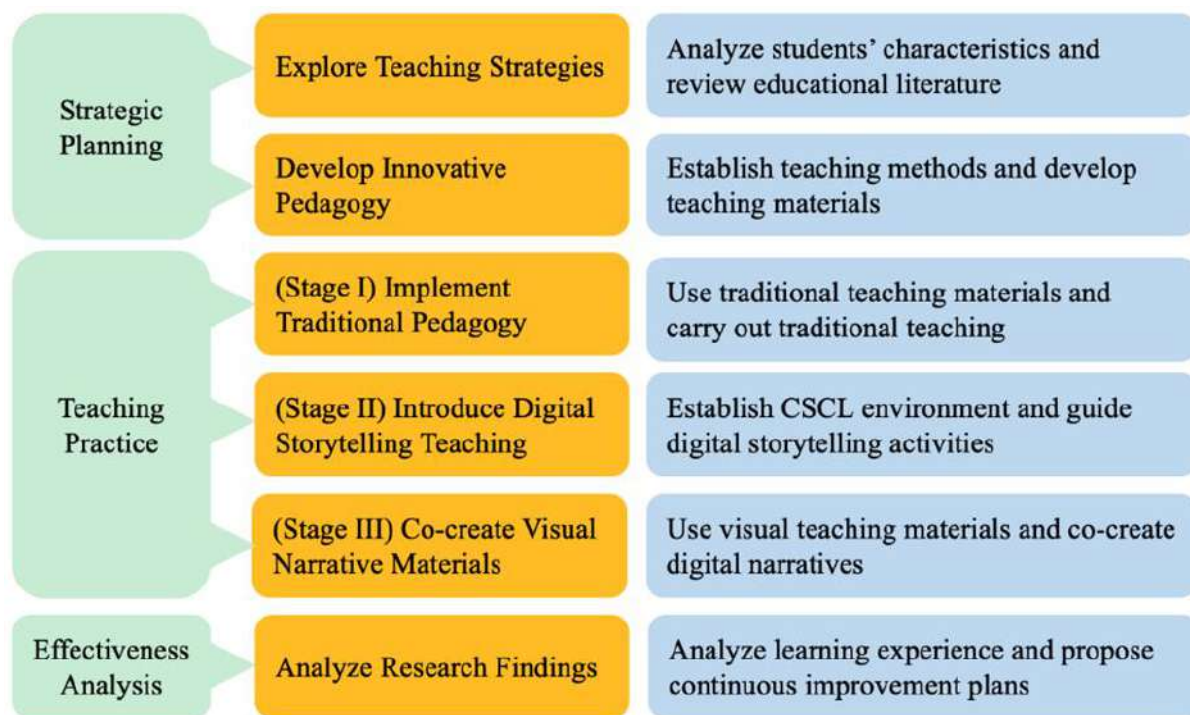 Strategic
Planning
Explore Teaching Strategies
Analyze students’ characteristics and
review educational literature
Develop Innovative
Pedagogy
Establish teaching methods and develop
teaching materials
Teaching
Practice
(Stage I) Implement
Traditional Pedagogy
Use traditional teaching materials and
carry out traditional teaching
(Stage II) Introduce Digital
Storytelling Teaching
Establish CSCL environment and guide
digital storytelling activities
(Stage III) Co-create Visual
Narrative Materials
Use visual teaching materials and co-create
digital narratives
Effectiveness
Analysis
Analyze Research Findings
Analyze learning experience and propose
continuous improvement plans